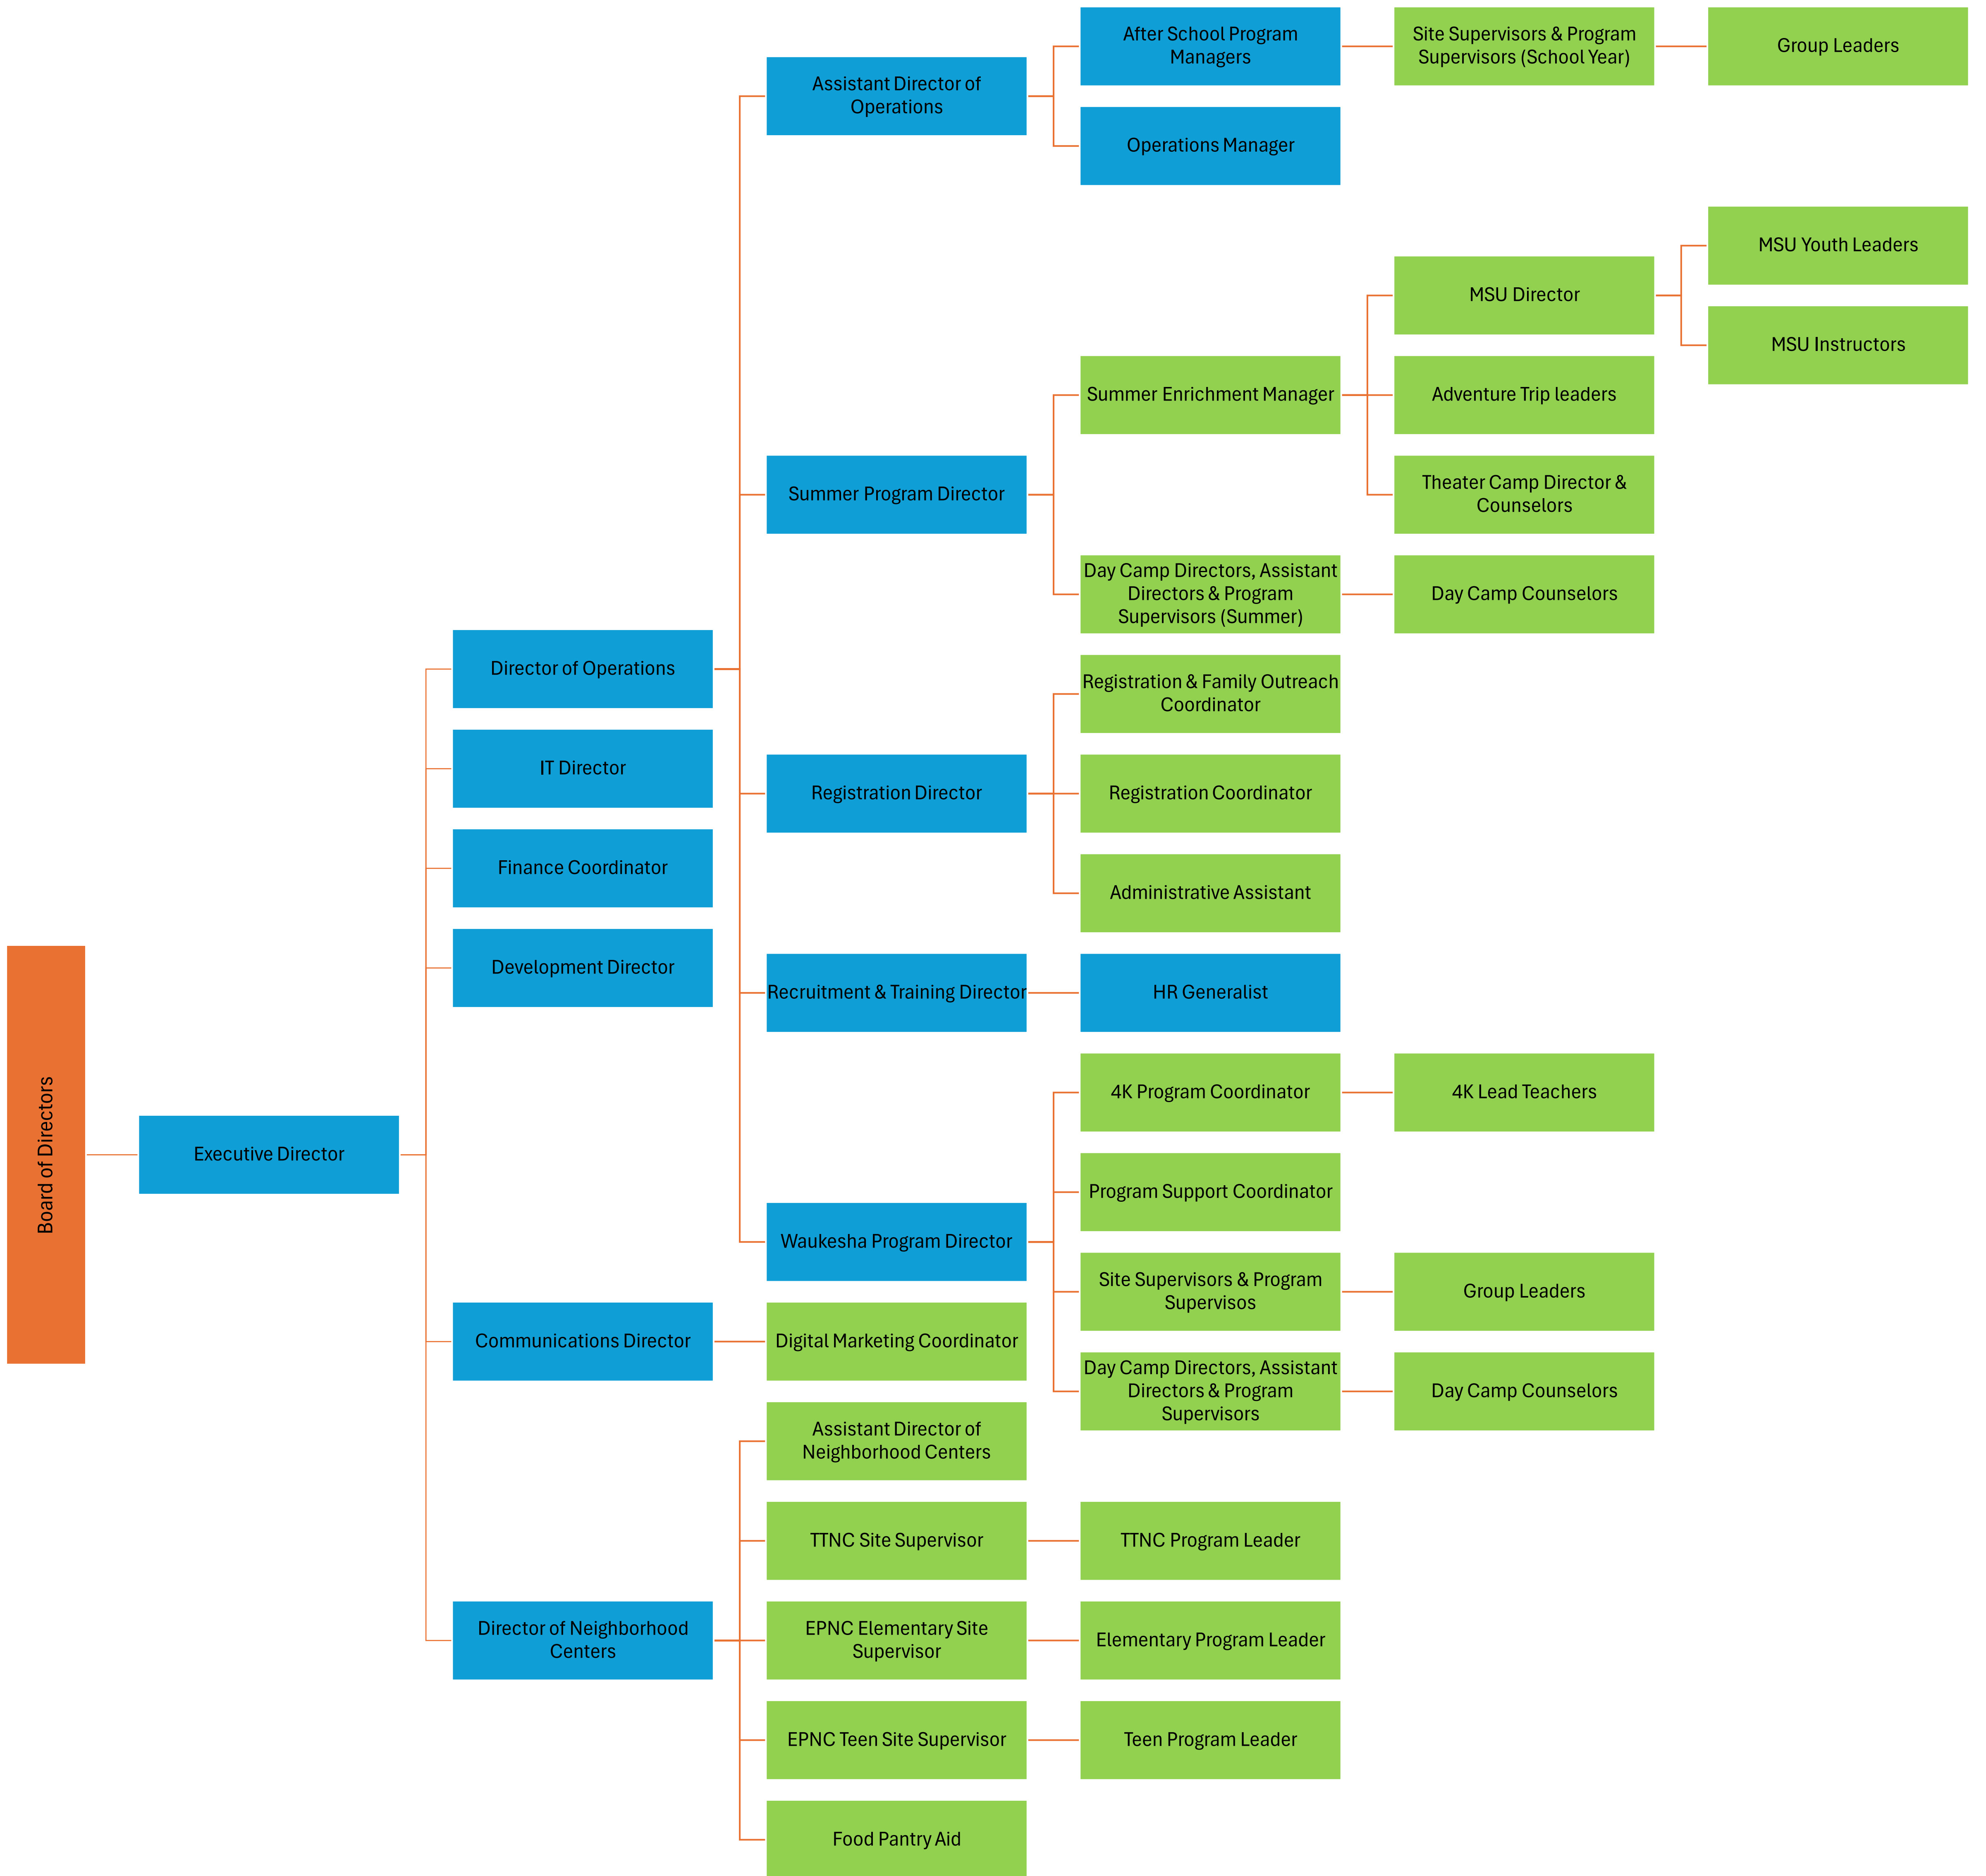 Board of Directors
Executive Director
Director of Operations
Assistant Director of
Operations
After School Program
Managers
Site Supervisors & Program
Supervisors (School Year)
Group Leaders
Operations Manager
Summer Program Director
Summer Enrichment Manager
MSU Director
MSU Youth Leaders
MSU Instructors
Adventure Trip leaders
Theater Camp Director &
Counselors
Day Camp Directors, Assistant
Directors & Program
Supervisors (Summer)
Day Camp Counselors
Registration Director
Registration & Family Outreach
Coordinator
Registration Coordinator
Administrative Assistant
Recruitment & Training Director
HR Generalist
Waukesha Program Director
4K Program Coordinator
4K Lead Teachers
Program Support Coordinator
Site Supervisors & Program
Supervisos
Group Leaders
Day Camp Directors, Assistant
Directors & Program
Supervisors
Day Camp Counselors
IT Director
Finance Coordinator
Development Director
Communications Director
Digital Marketing Coordinator
Director of Neighborhood
Centers
Assistant Director of
Neighborhood Centers
TTNC Site Supervisor
TTNC Program Leader
EPNC Elementary Site
Supervisor
Elementary Program Leader
EPNC Teen Site Supervisor
Teen Program Leader
Food Pantry Aid